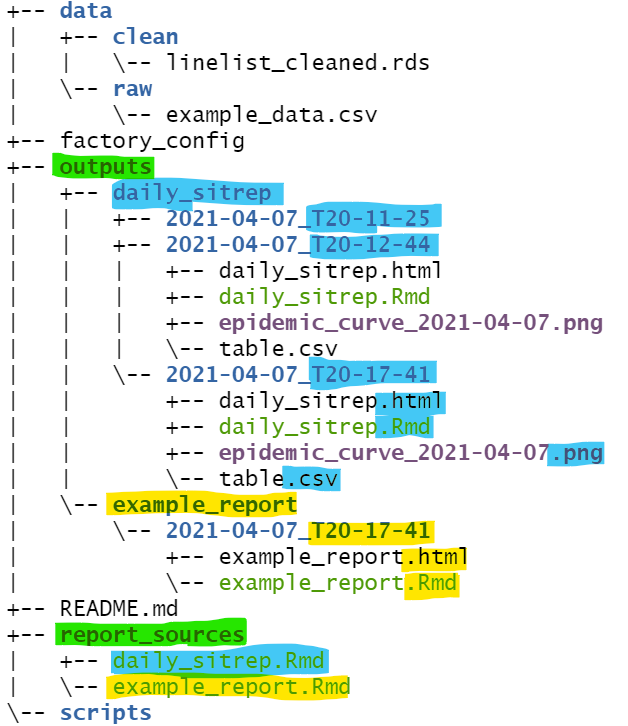 +-- data
|   +-- clean
|   |   \-- linelist_cleaned.rds
|   \-- raw
|       \-- example_data.csv
+-- factory_config
+-- outputs
|   +-- daily_sitrep
|   |   +-- 2021-04-07_T20-11-25
|   |   +-- 2021-04-07_T20-12-44
|   |   |   +-- daily_sitrep.html
|   |   |   +-- daily_sitrep.Rmd
|   |   |   +-- epidemic_curve_2021-04-07.png
|   |   |   \-- table.csv
|   |   \-- 2021-04-07_T20-17-41
|   |       +-- daily_sitrep.html
|   |       +-- daily_sitrep.Rmd
|   |       +-- epidemic_curve_2021-04-07.png
|   |       \-- table.csv
|   \-- example_report
|       \-- 2021-04-07_T20-17-41
|           +-- example_report.html
|           \-- example_report.Rmd
+-- README.md
+-- report_sources
|   +-- daily_sitrep.Rmd
|   \-- example_report.Rmd
\-- scripts